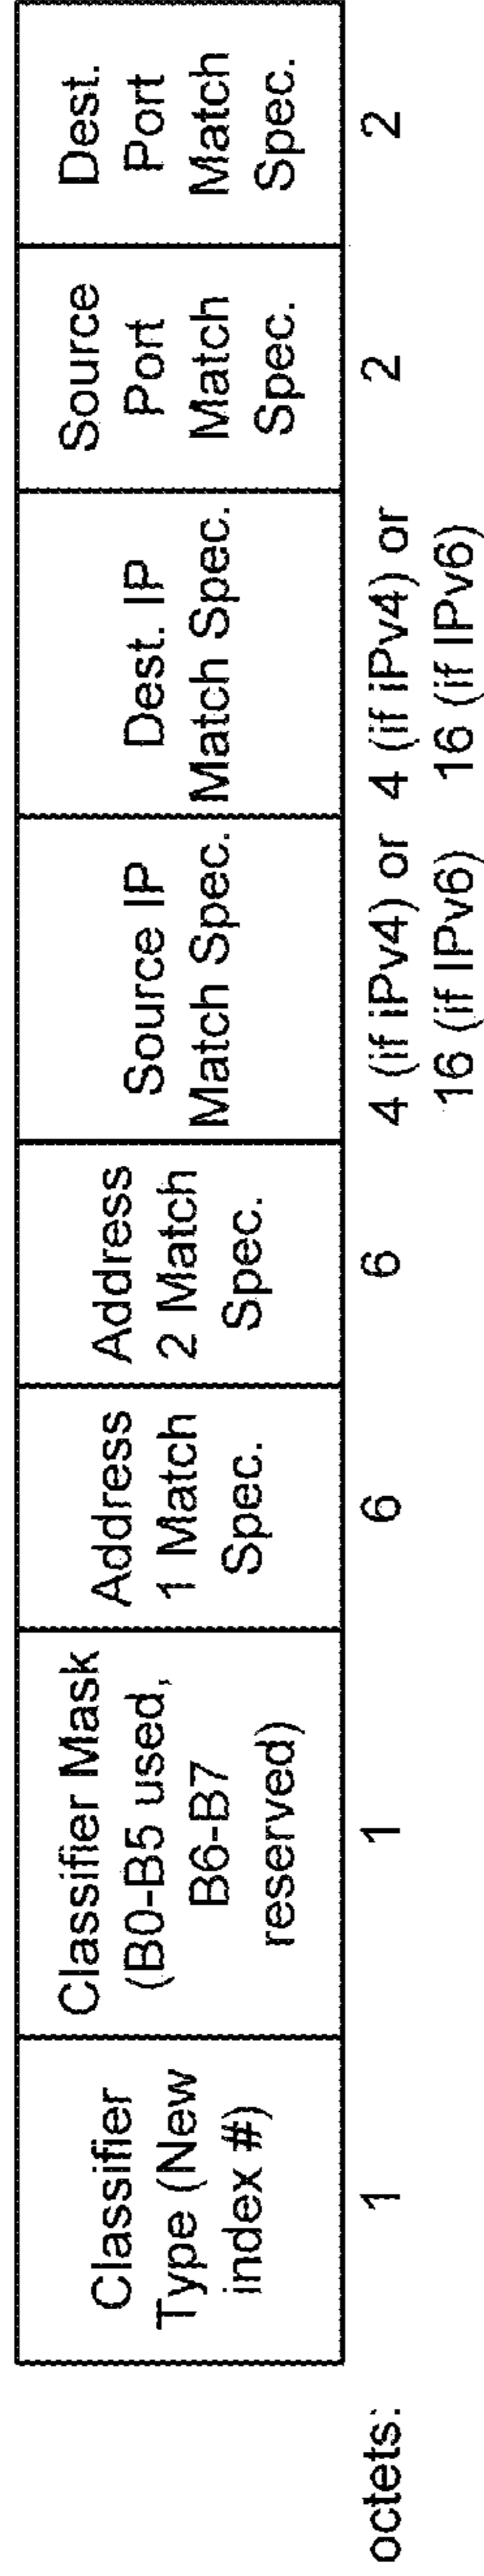 Classifier
Type (New
index #)
Classifier Mask
(B0-B5 used,
B6-B7
reserved)
Address
1 Match
Spec.
Address
2 Match
Spec.
Source IP
Match Spec.
Dest. IP
Match Spec.
Source
Port
Match
Spec.
Dest.
Port
Match
Spec.
octets:
1
1
6
6
4 (if iPv4) or
16 (if IPv6)
4 (if iPv4) or
16 (if IPv6)
2
2